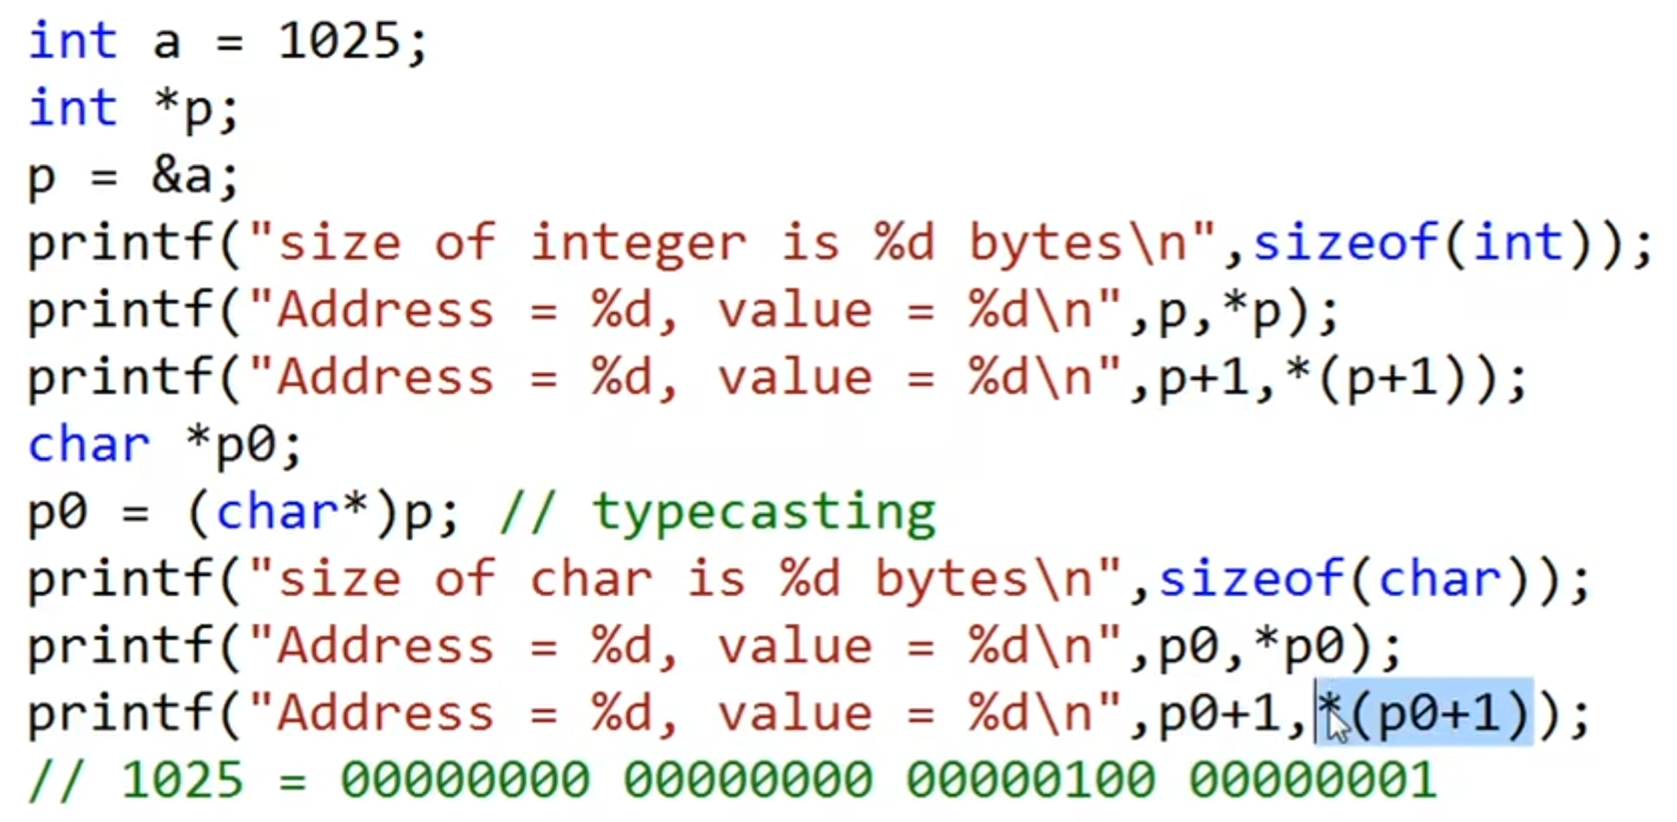 int a = 1025;
int *p;
p = &a;
printf("size of integer is %d bytes\n",sizeof(int));
printf("Address = %d, value = %d\n",p,*p);
printf("Address = %d, value = %d\n",p+1,*(p+1));
char *p0;
p0 = (char*)p; // typecasting
printf("size of char is %d bytes\n",sizeof(char));
printf("Address = %d, value = %d\n",p0,*p0);
printf("Address = %d, value = %d\n",p0+1,*(p0+1));
// 1025 = 00000000 00000000 00000100 00000001